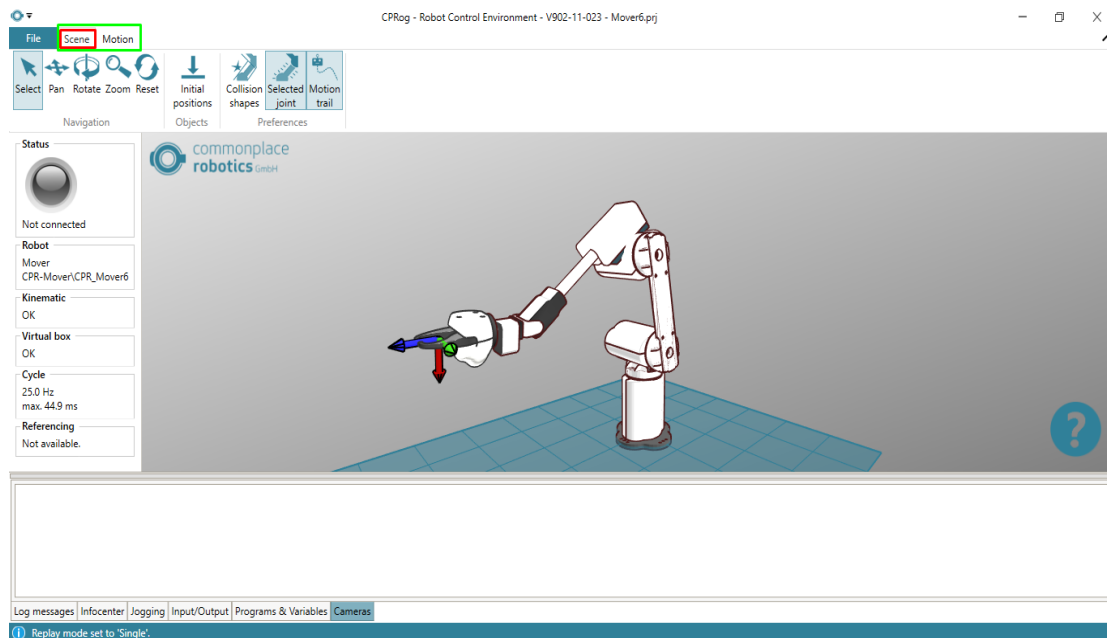 CPRog - Robot Control Environment - V902-11-023 - Mover6.prj
File Scene Motion
Select Pan Rotate Zoom Reset Initial positions Collision shapes Selected joint Motion trail
Navigation Objects Preferences
Status
Not connected
Robot
Mover
CPR-Mover\CPR_Mover6
Kinematic
OK
Virtual box
OK
Cycle
25.0 Hz
max. 44.9 ms
Referencing
Not available.
commonplace
robotics GmbH
?
Log messages Infocenter Jogging Input/Output Programs & Variables Cameras
Replay mode set to 'Single'.